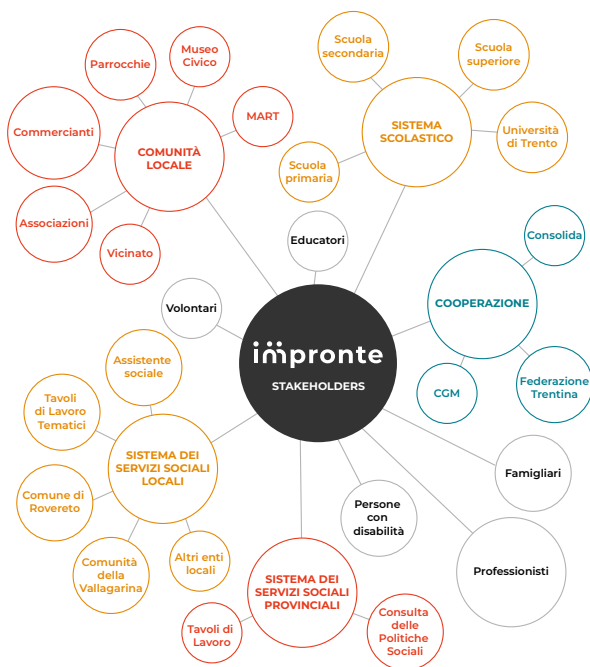 Museo
Civico
Parrocchie
MART
Commercianti
COMUNITÀ
LOCALE
Associazioni
Vicinato
Scuola
secondaria
Scuola
superiore
SISTEMA
SCOLASTICO
Università
di Trento
Scuola
primaria
Educatori
Volontari
Consolida
COOPERAZIONE
CGM
Federazione
Trentina
impronte
STAKEHOLDERS
Assistente
sociale
Tavoli
di Lavoro
Tematici
SISTEMA DEI
SERVIZI SOCIALI
LOCALI
Comune di
Rovereto
Comunità
della
Vallagarina
Altri enti
locali
Persone
con
disabilità
Famigliari
Professionisti
SISTEMA DEI
SERVIZI SOCIALI
PROVINCIALI
Tavoli di
Lavoro
Consulta
delle
Politiche
Sociali